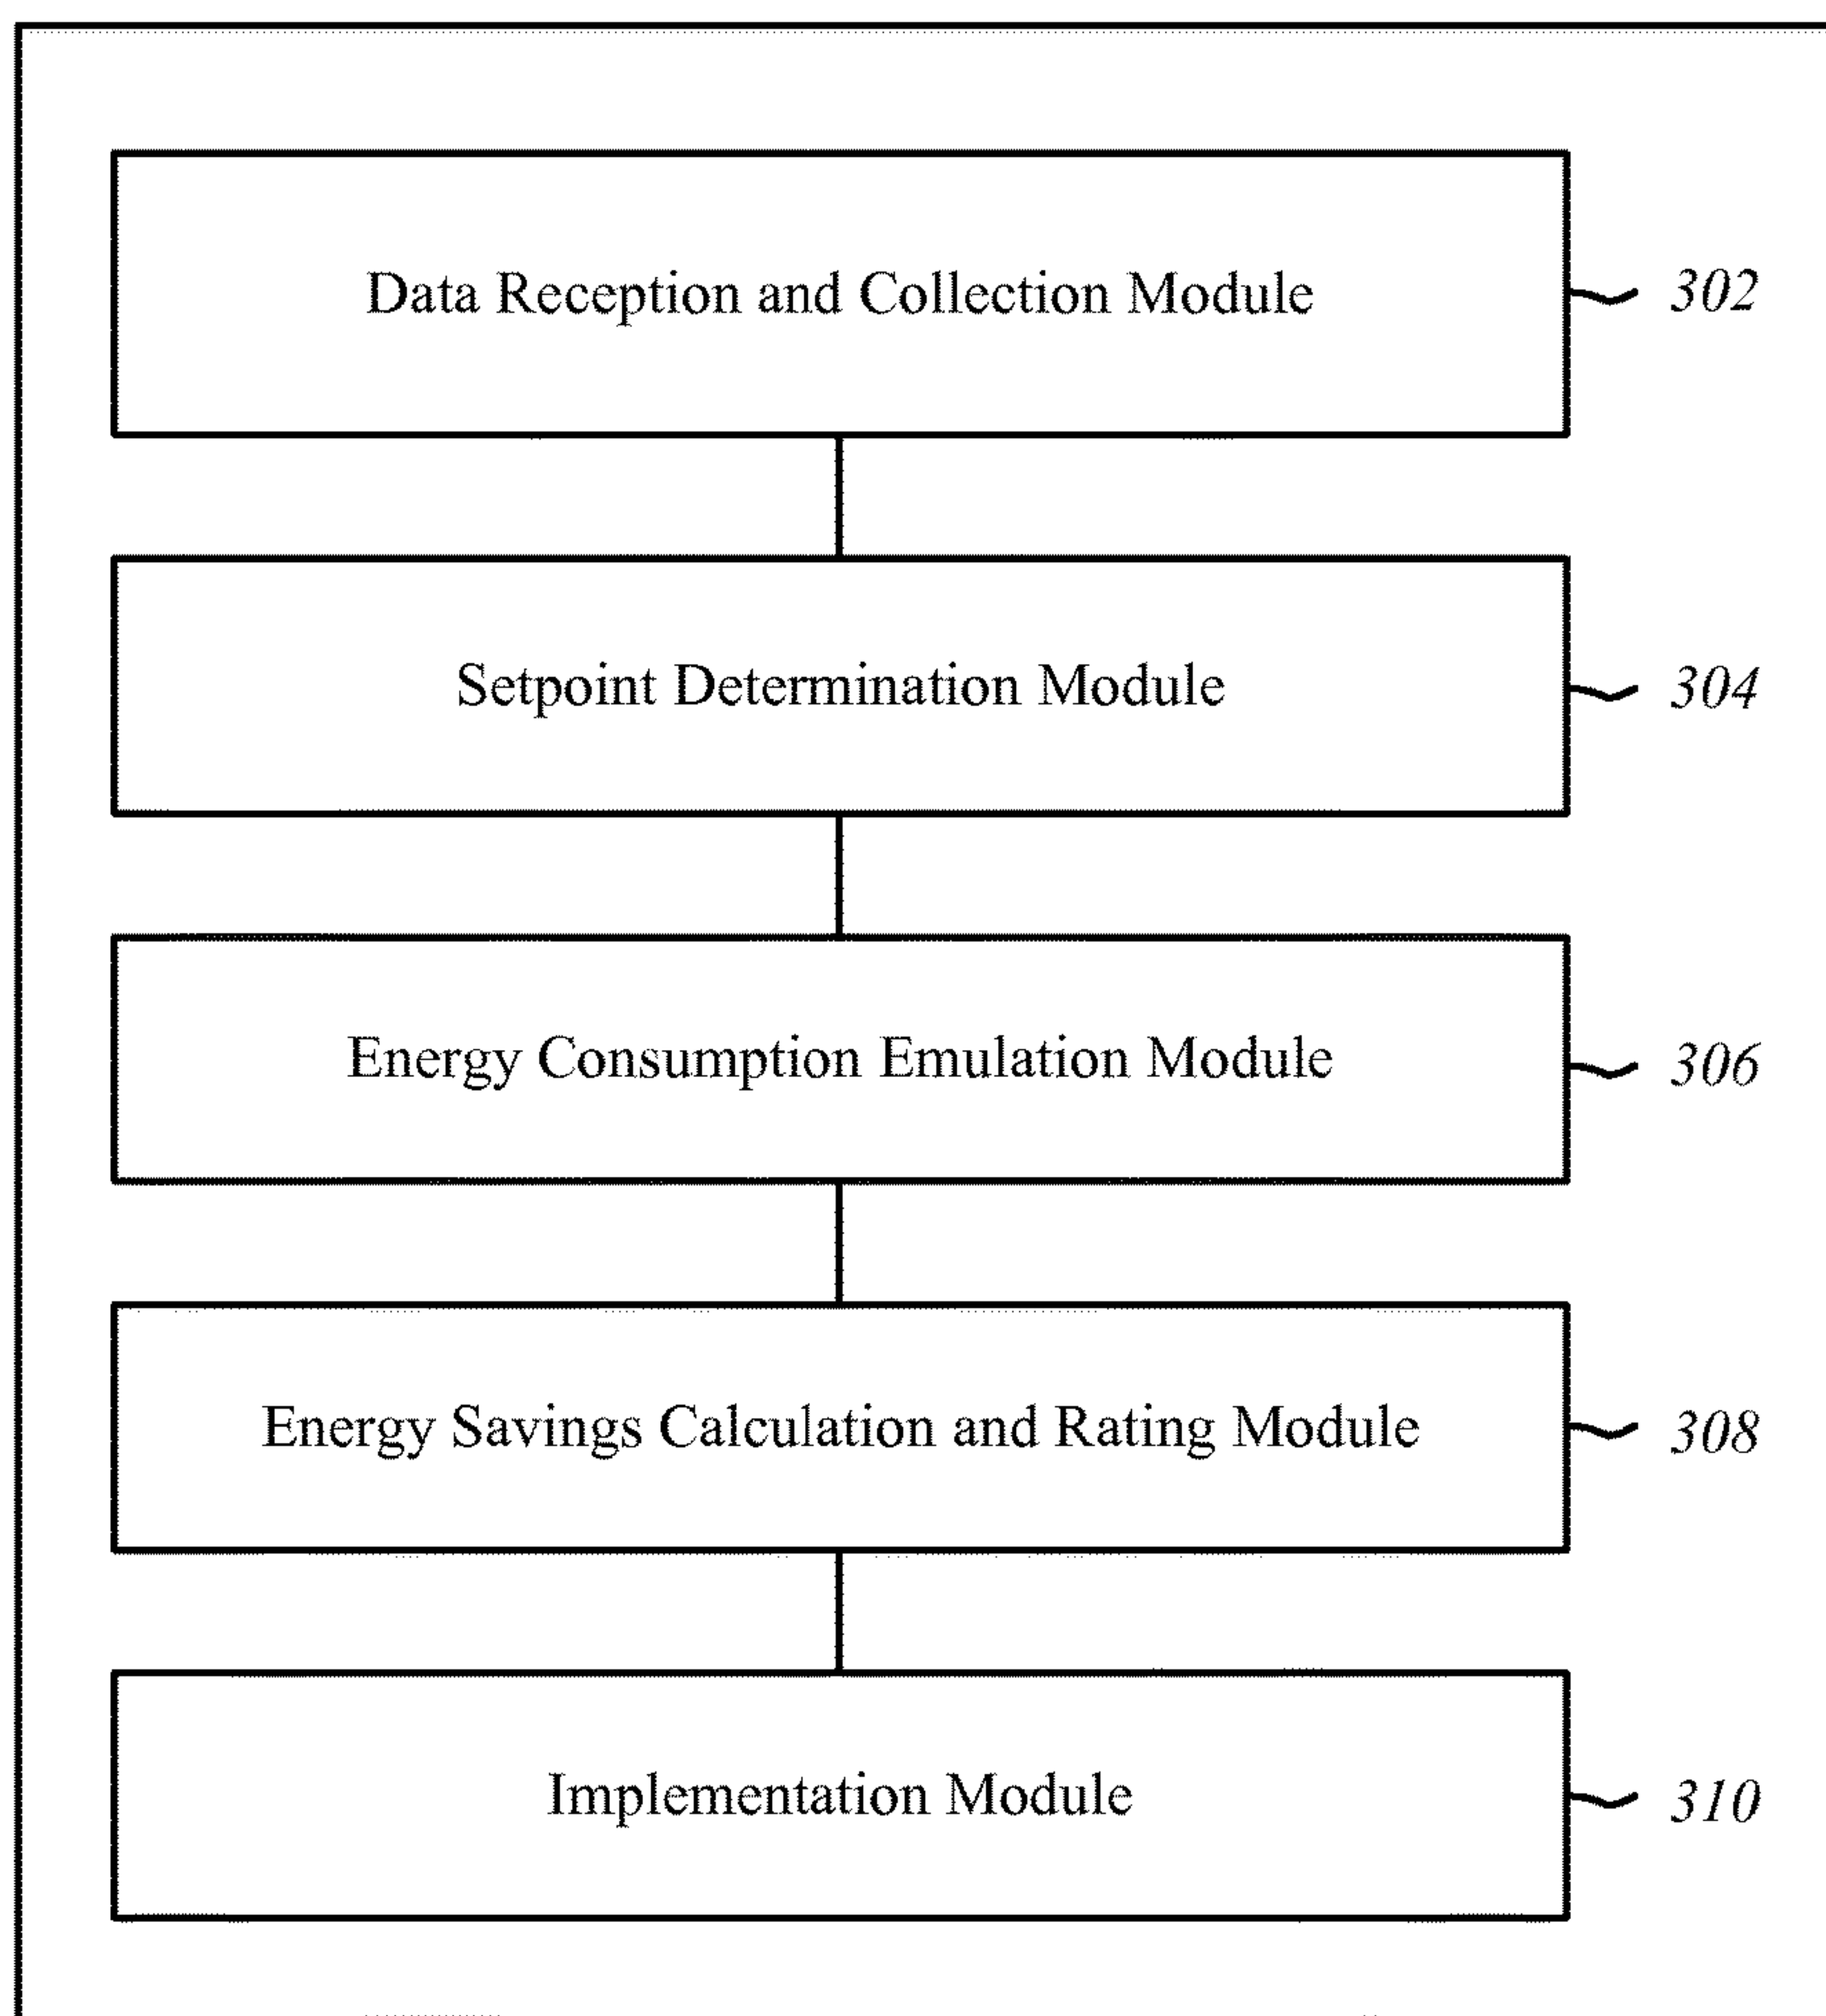 Data Reception and Collection Module
302
Setpoint Determination Module
304
Energy Consumption Emulation Module
306
Energy Savings Calculation and Rating Module
308
Implementation Module
310